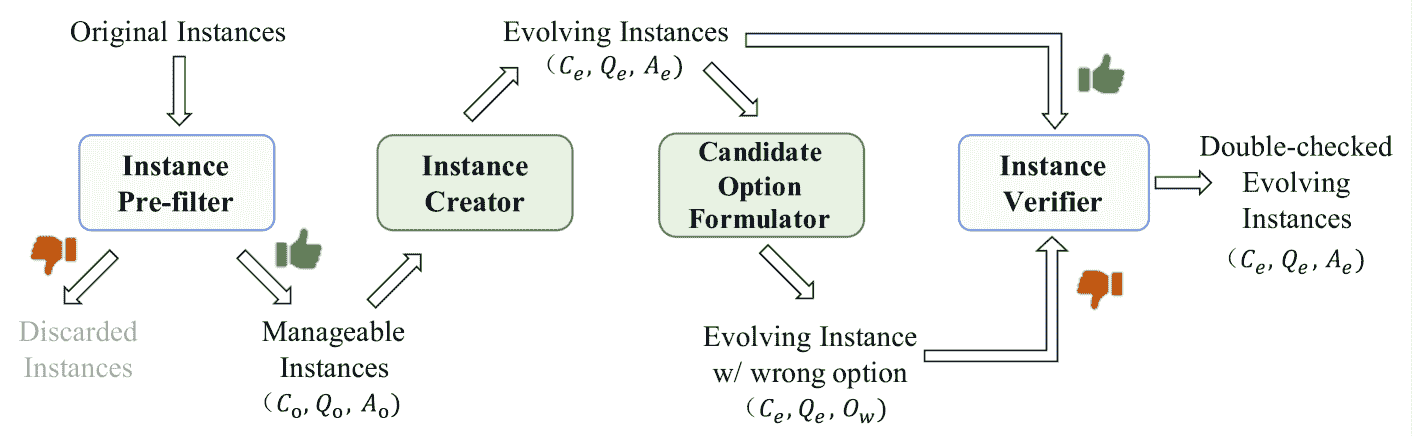 Original Instances
Instance
Pre-filter
Discarded
Instances
Manageable
Instances
(C_o, Q_o, A_o)
Instance
Creator
Evolving Instances
(C_e, Q_e, A_e)
Candidate
Option
Formulator
Evolving Instance
w/ wrong option
(C_e, Q_e, O_w)
Instance
Verifier
Double-checked
Evolving
Instances
(C_e, Q_e, A_e)